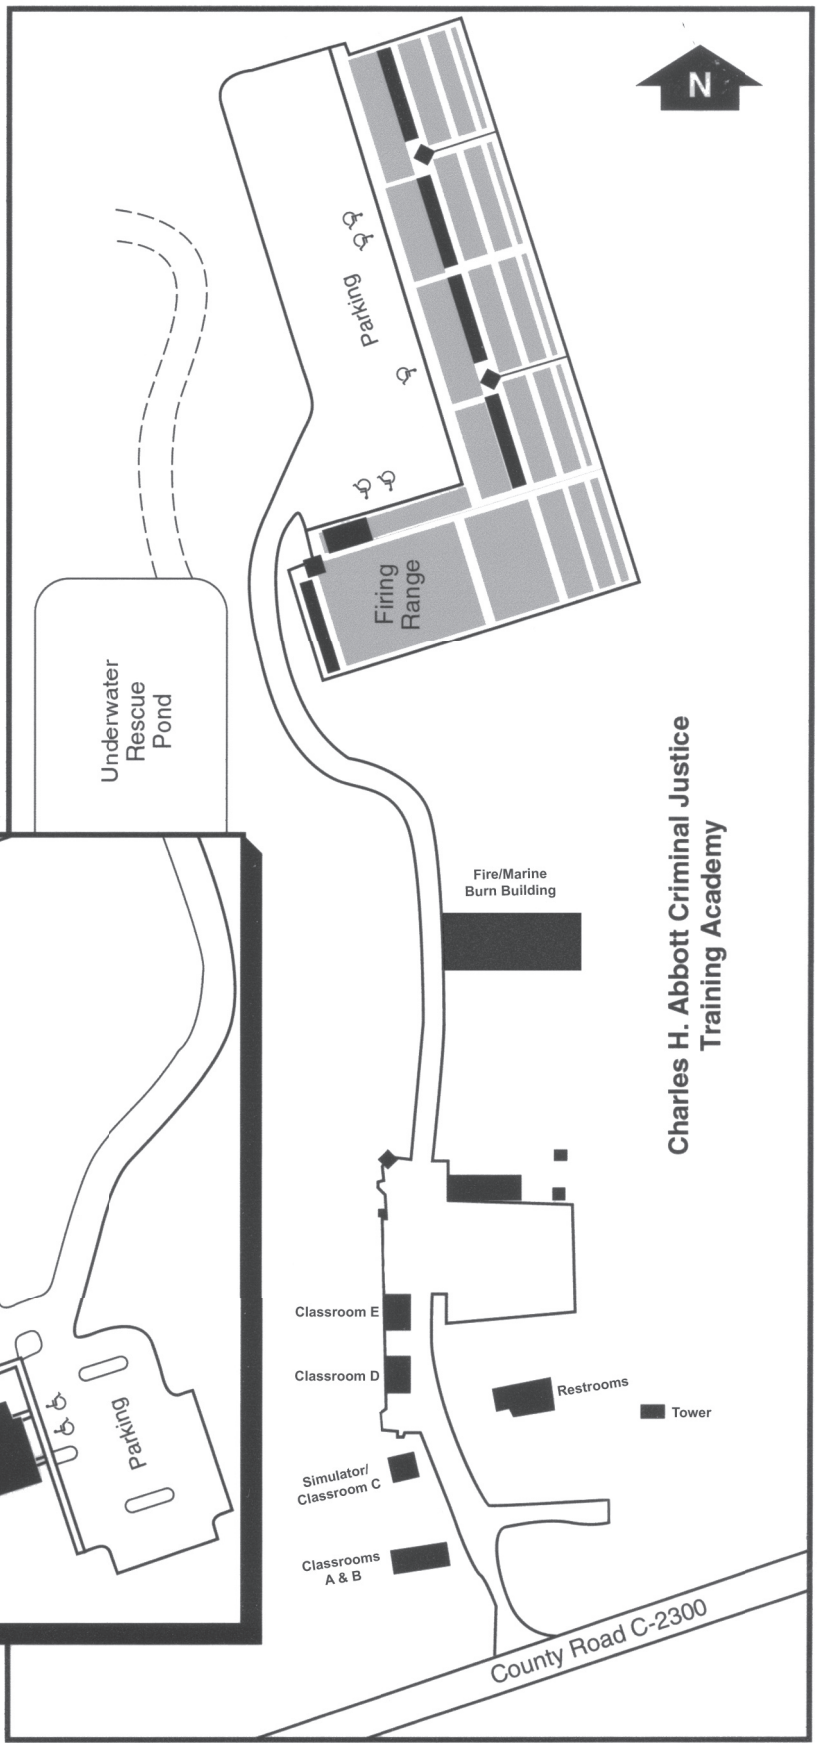 N
Parking
Firing
Range
Underwater
Rescue
Pond
Charles H. Abbott Criminal Justice
Training Academy
Fire/Marine
Burn Building
Classroom E
Classroom D
Restrooms
Tower
Parking
Simulator/
Classroom C
Classrooms
A & B
County Road C-2300